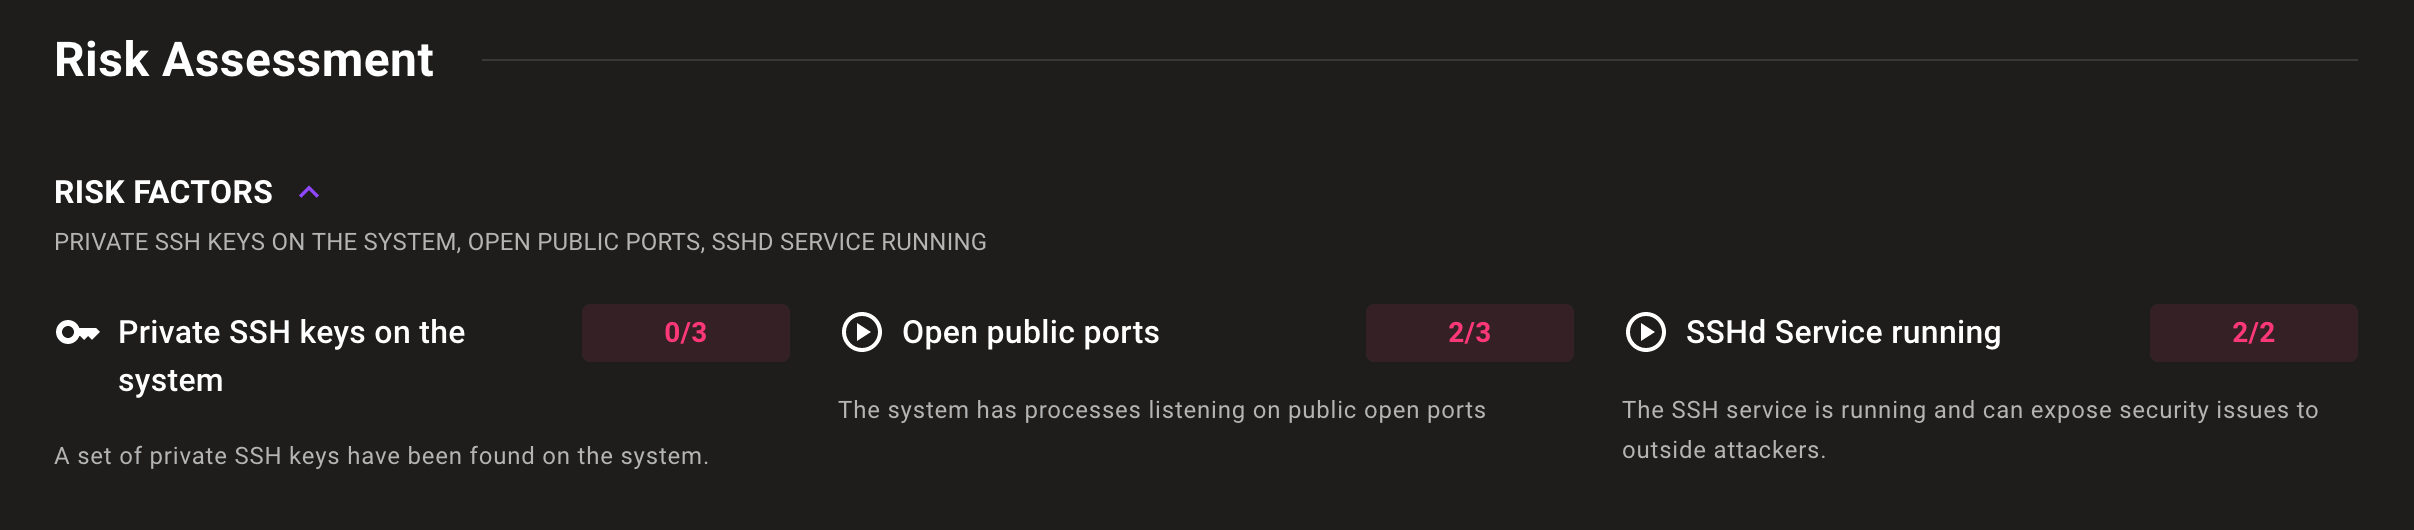 Risk Assessment
RISK FACTORS
PRIVATE SSH KEYS ON THE SYSTEM, OPEN PUBLIC PORTS, SSHD SERVICE RUNNING
Private SSH keys on the
system
0/3
A set of private SSH keys have been found on the system.
Open public ports
2/3
The system has processes listening on public open ports
SSHd Service running
2/2
The SSH service is running and can expose security issues to
outside attackers.